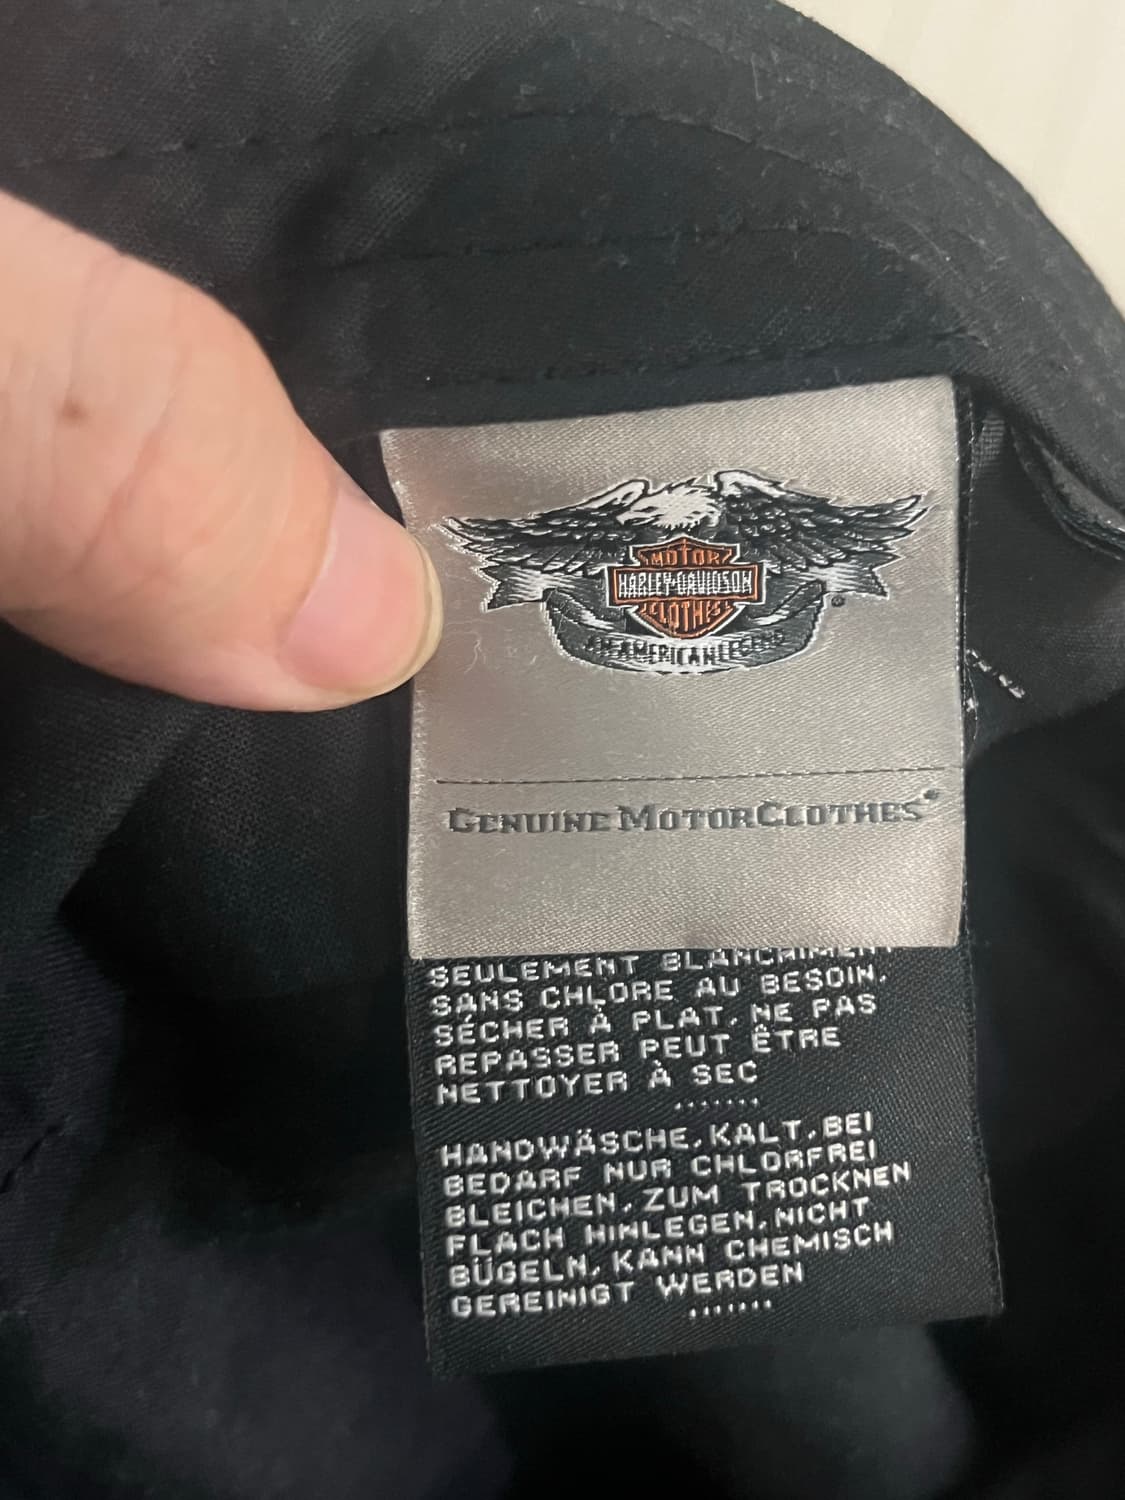 MOTOR
HARLEY-DAVIDSON
CLOTHES
AN AMERICAN LEGEND
GENUINE MOTORCLOTHES®
SEULEMENT BLANCHIMENT
SANS CHLORE AU BESOIN.
SÉCHER À PLAT. NE PAS
REPASSER PEUT ÊTRE
NETTOYER À SEC
.......
HANDWÄSCHE, KALT, BEI
BEDARF NUR CHLORFREI
BLEICHEN, ZUM TROCKNEN
FLACH HINLEGEN, NICHT
BÜGELN, KANN CHEMISCH
GEREINIGT WERDEN
.......